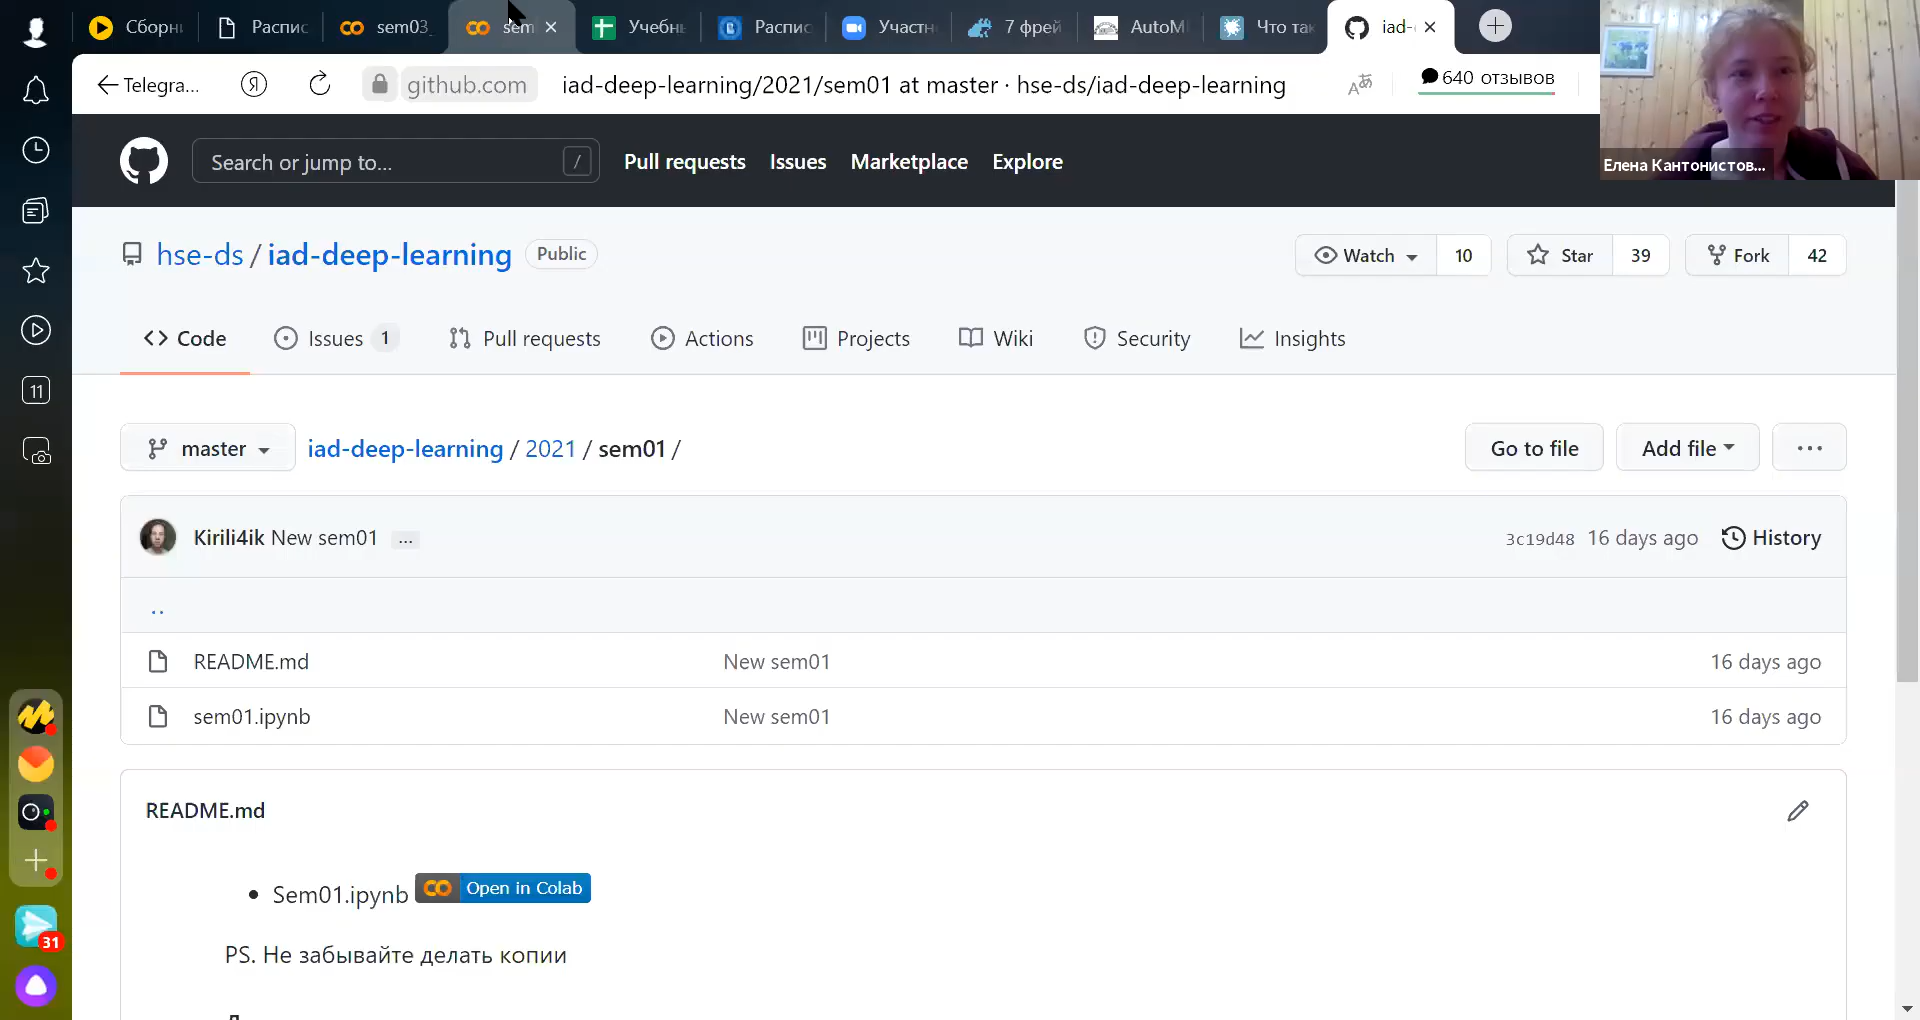 Сборн
Распис
sem03_
sem
Учебн
Распис
Участн
7 фрей
AutoMl
Что так
iad-
Telegra...
Я
github.com
iad-deep-learning/2021/sem01 at master · hse-ds/iad-deep-learning
640 отзывов
Елена Кантонистов...
Search or jump to...
/
Pull requests
Issues
Marketplace
Explore
hse-ds / iad-deep-learning
Public
Watch
10
Star
39
Fork
42
<> Code
Issues 1
Pull requests
Actions
Projects
Wiki
Security
Insights
11
master
iad-deep-learning / 2021 / sem01 /
Go to file
Add file
...
Kirili4ik New sem01 ...
3c19d48 16 days ago
History
..
README.md
New sem01
16 days ago
sem01.ipynb
New sem01
16 days ago
README.md
• Sem01.ipynb
Open in Colab
PS. Не забывайте делать копии
31